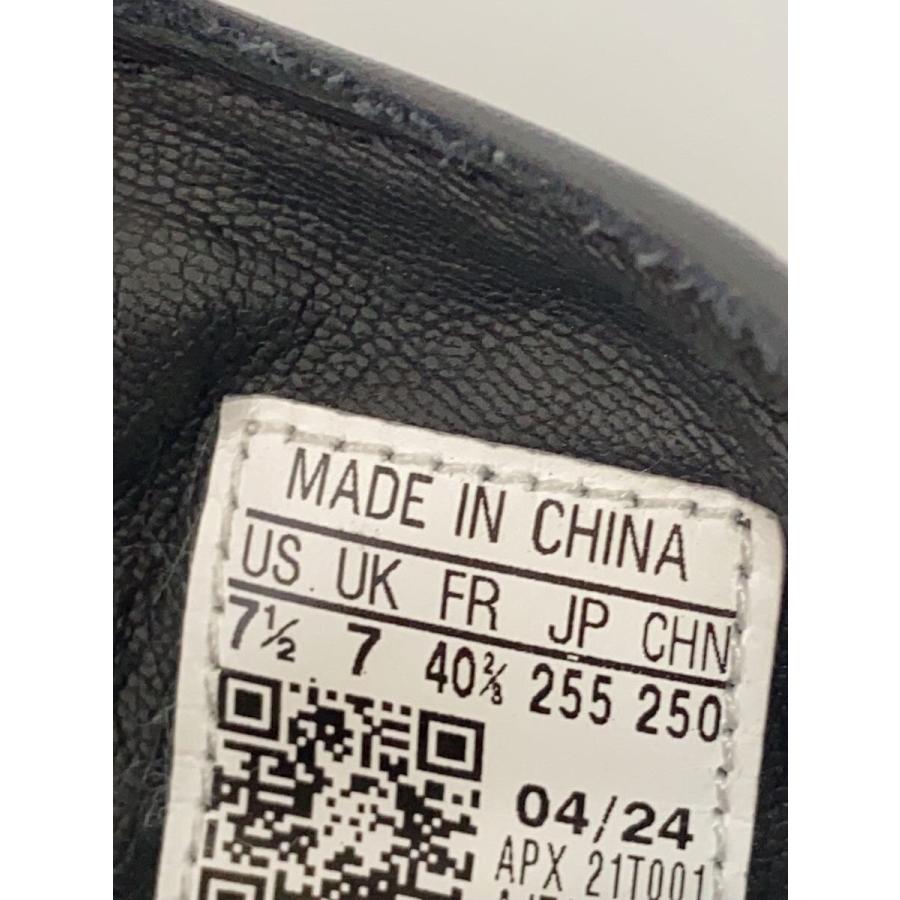 MADE IN CHINA
US UK FR JP CHN
7½ 7 40⅔ 255 250
04/24
APX 21T001